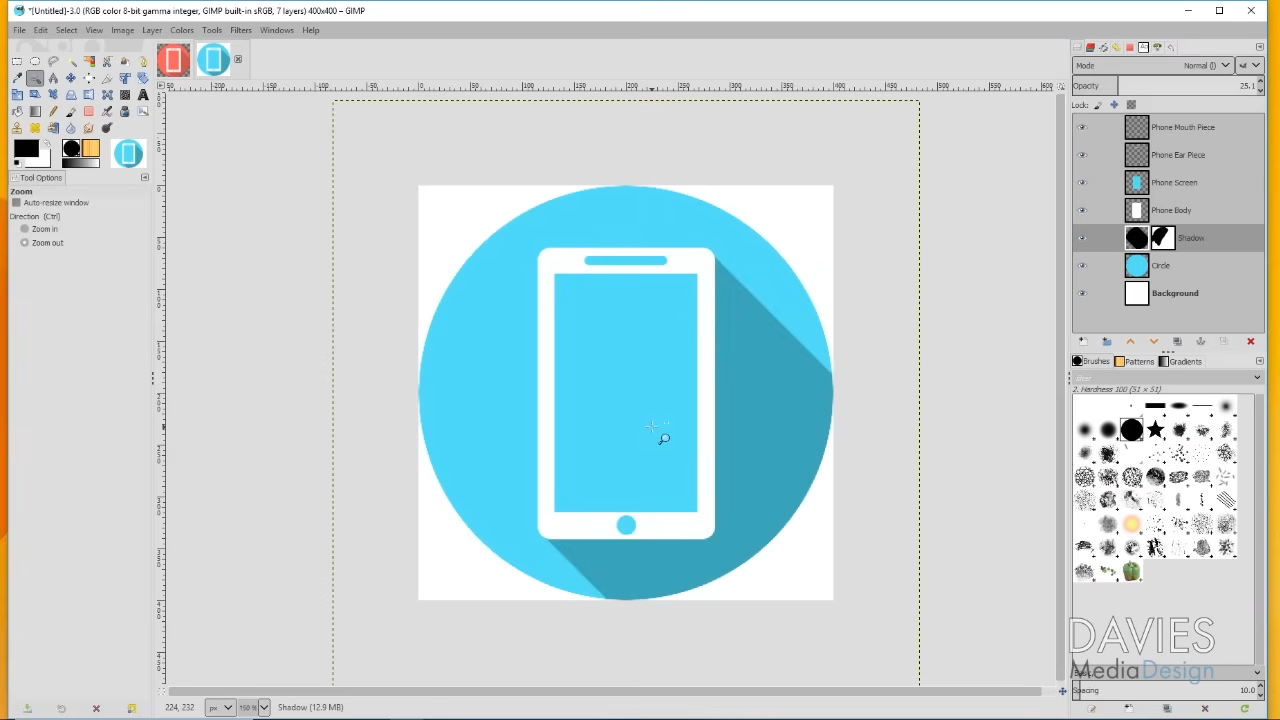 *[Untitled]-3.0 (RGB color 8-bit gamma integer, GIMP built-in sRGB, 7 layers) 400x400 – GIMP
File Edit Select View Image Layer Colors Tools Filters Windows Help
Mode Normal
Opacity 25.1
Lock:
Phone Mouth Piece
Phone Ear Piece
Tool Options
Phone Screen
Zoom
Auto-resize window
Phone Body
Direction (Ctrl)
Zoom in
Shadow
Zoom out
Circle
Background
Brushes Patterns Gradients
2. Hardness 100 (51 × 51)
DAVIES
MediaDesign
Spacing 10.0
224, 232 px 150 % Shadow (12.9 MB)